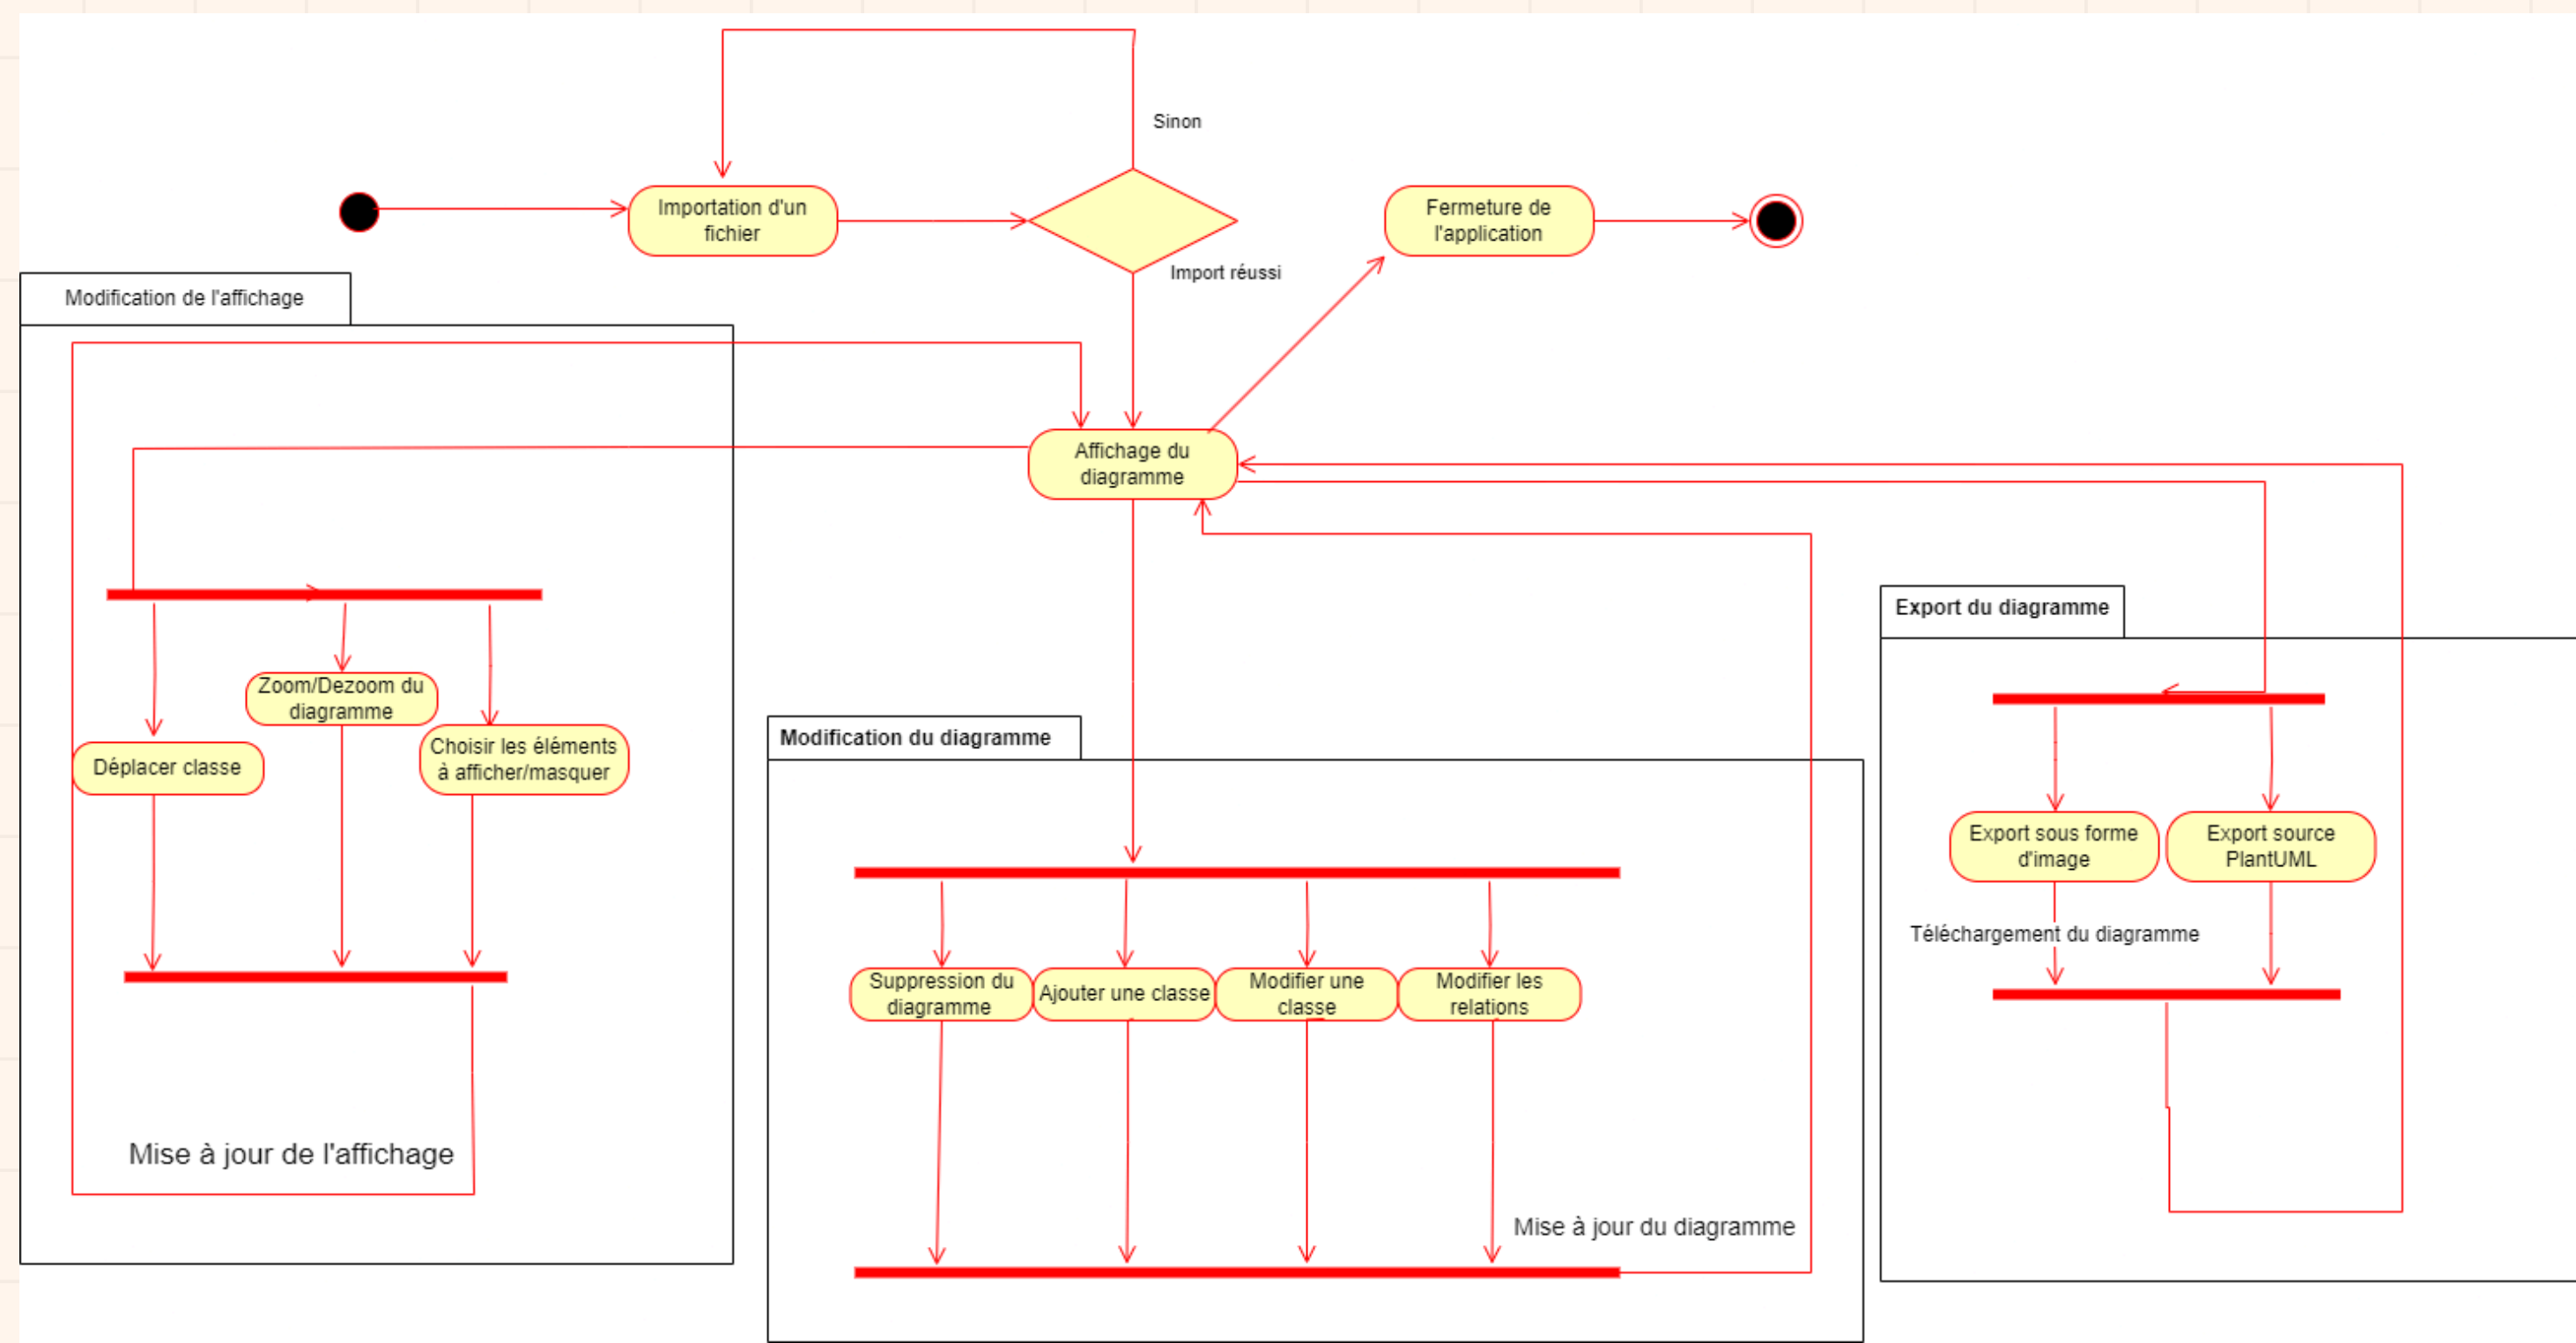 Sinon
Importation d'un
fichier
Fermeture de
l'application
Import réussi
Modification de l'affichage
Affichage du
diagramme
Export du diagramme
Zoom/Dezoom du
diagramme
Choisir les éléments
à afficher/masquer
Déplacer classe
Modification du diagramme
Export sous forme
d'image
Export source
PlantUML
Téléchargement du diagramme
Suppression du
diagramme
Ajouter une classe
Modifier une
classe
Modifier les
relations
Mise à jour de l'affichage
Mise à jour du diagramme